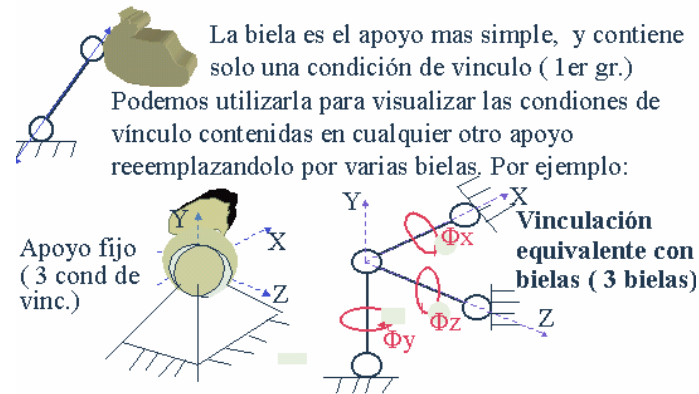 La biela es el apoyo mas simple, y contiene
solo una condición de vinculo ( 1er gr.)
Podemos utilizarla para visualizar las condiones de
vínculo contenidas en cualquier otro apoyo
reeemplazandolo por varias bielas. Por ejemplo:
Apoyo fijo
( 3 cond de
vinc.)
Y
X
Z
Y
X
Φx
Φz
Φy
Z
Vinculación
equivalente con
bielas ( 3 bielas)